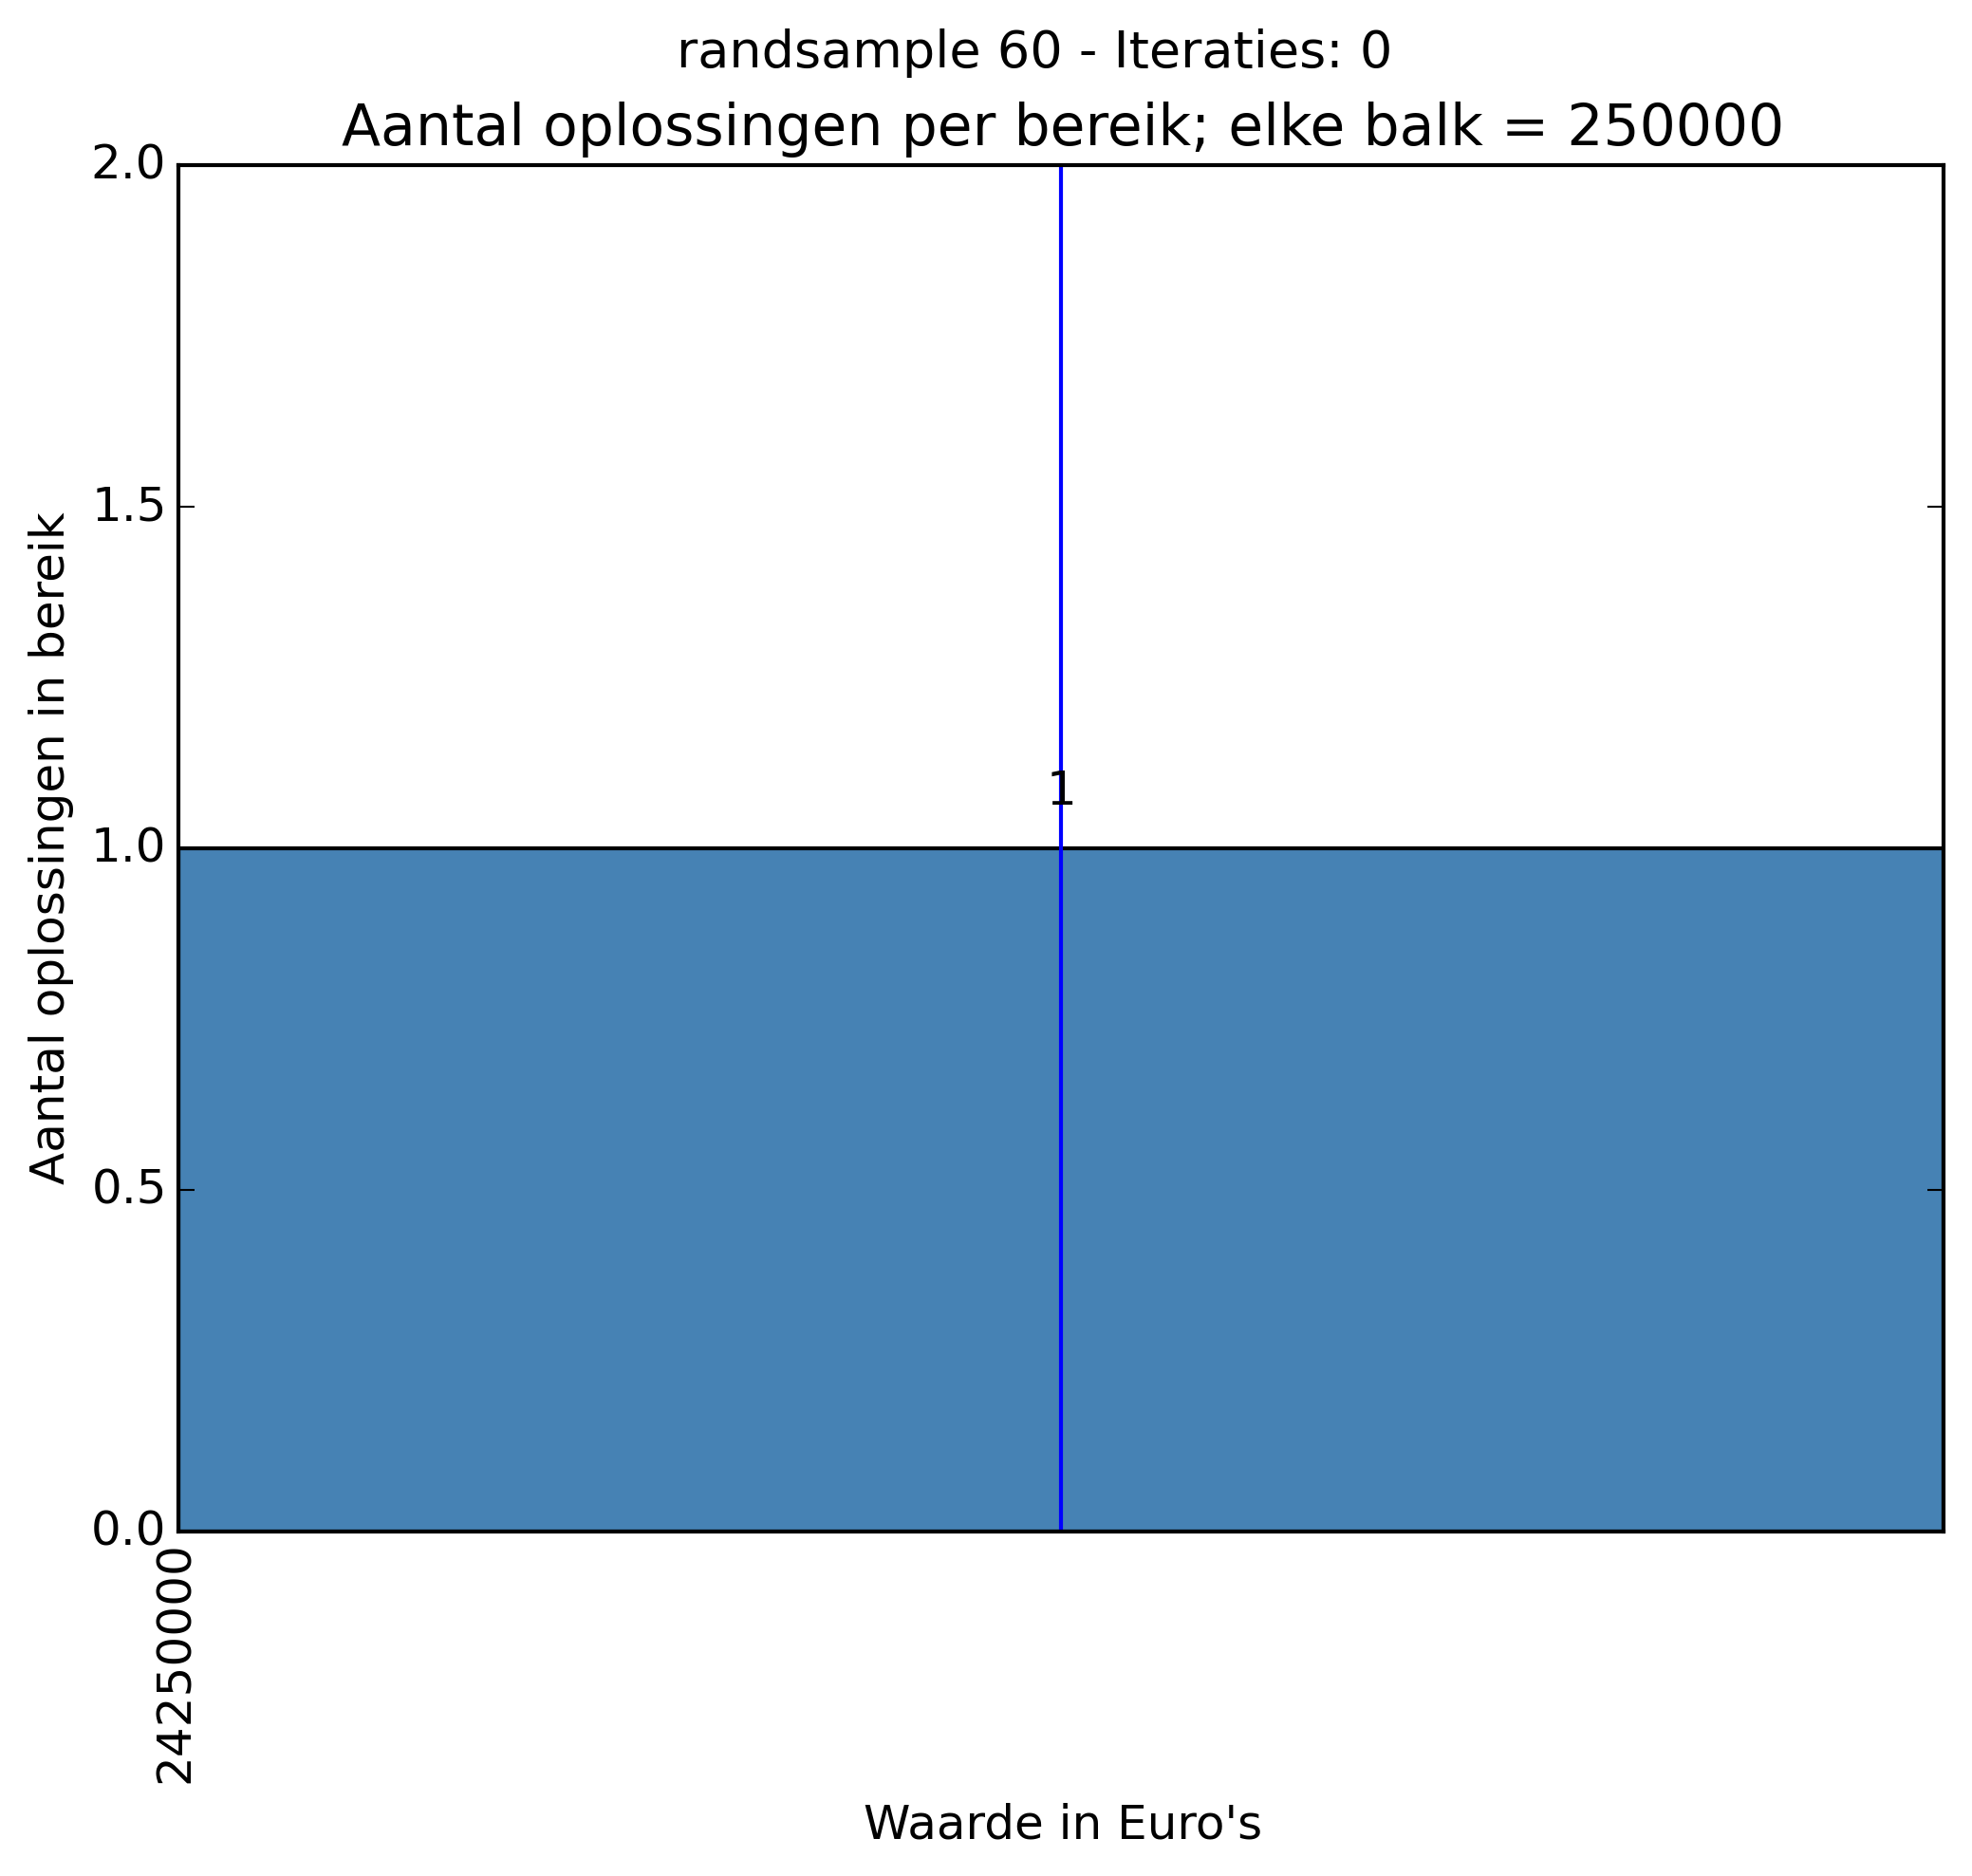 randsample 60 - Iteraties: 0
Aantal oplossingen per bereik; elke balk = 250000
2.0
1.5
1.0
0.5
0.0
Aantal oplossingen in bereik
1
24250000
Waarde in Euro's